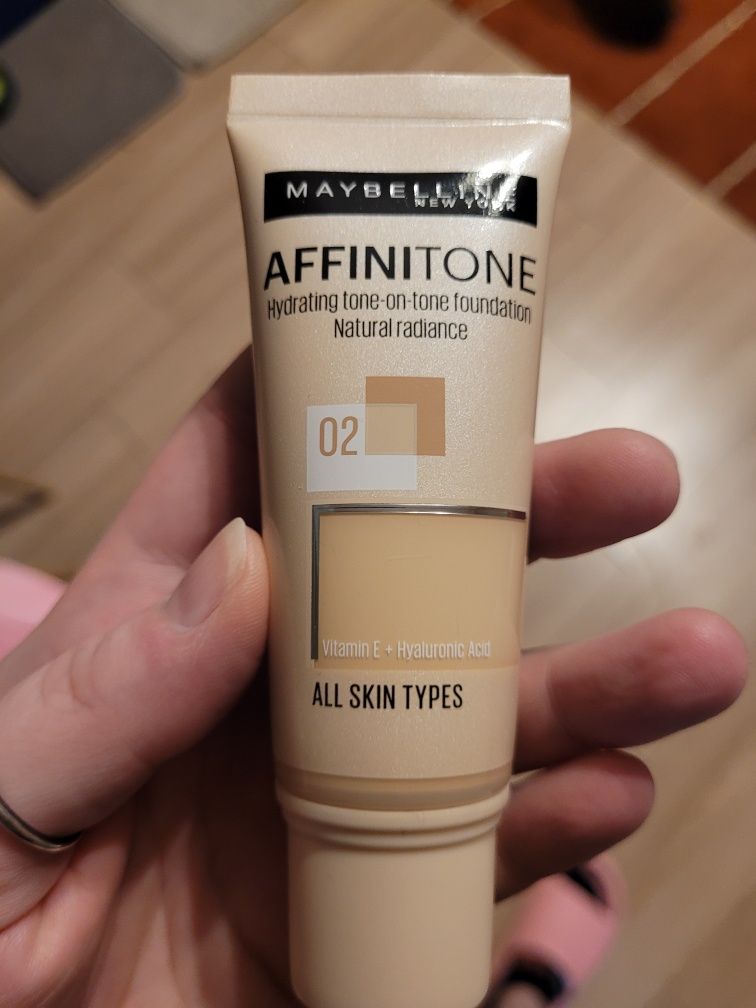 MAYBELLINE
NEW YORK
AFFINITONE
Hydrating tone-on-tone foundation
Natural radiance
02
Vitamin E + Hyaluronic Acid
ALL SKIN TYPES